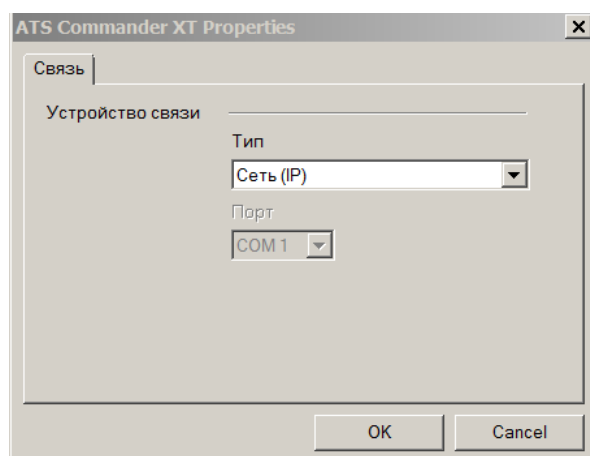 ATS Commander XT Properties
Связь
Устройство связи
Тип
Сеть (IP)
Порт
COM 1
OK
Cancel